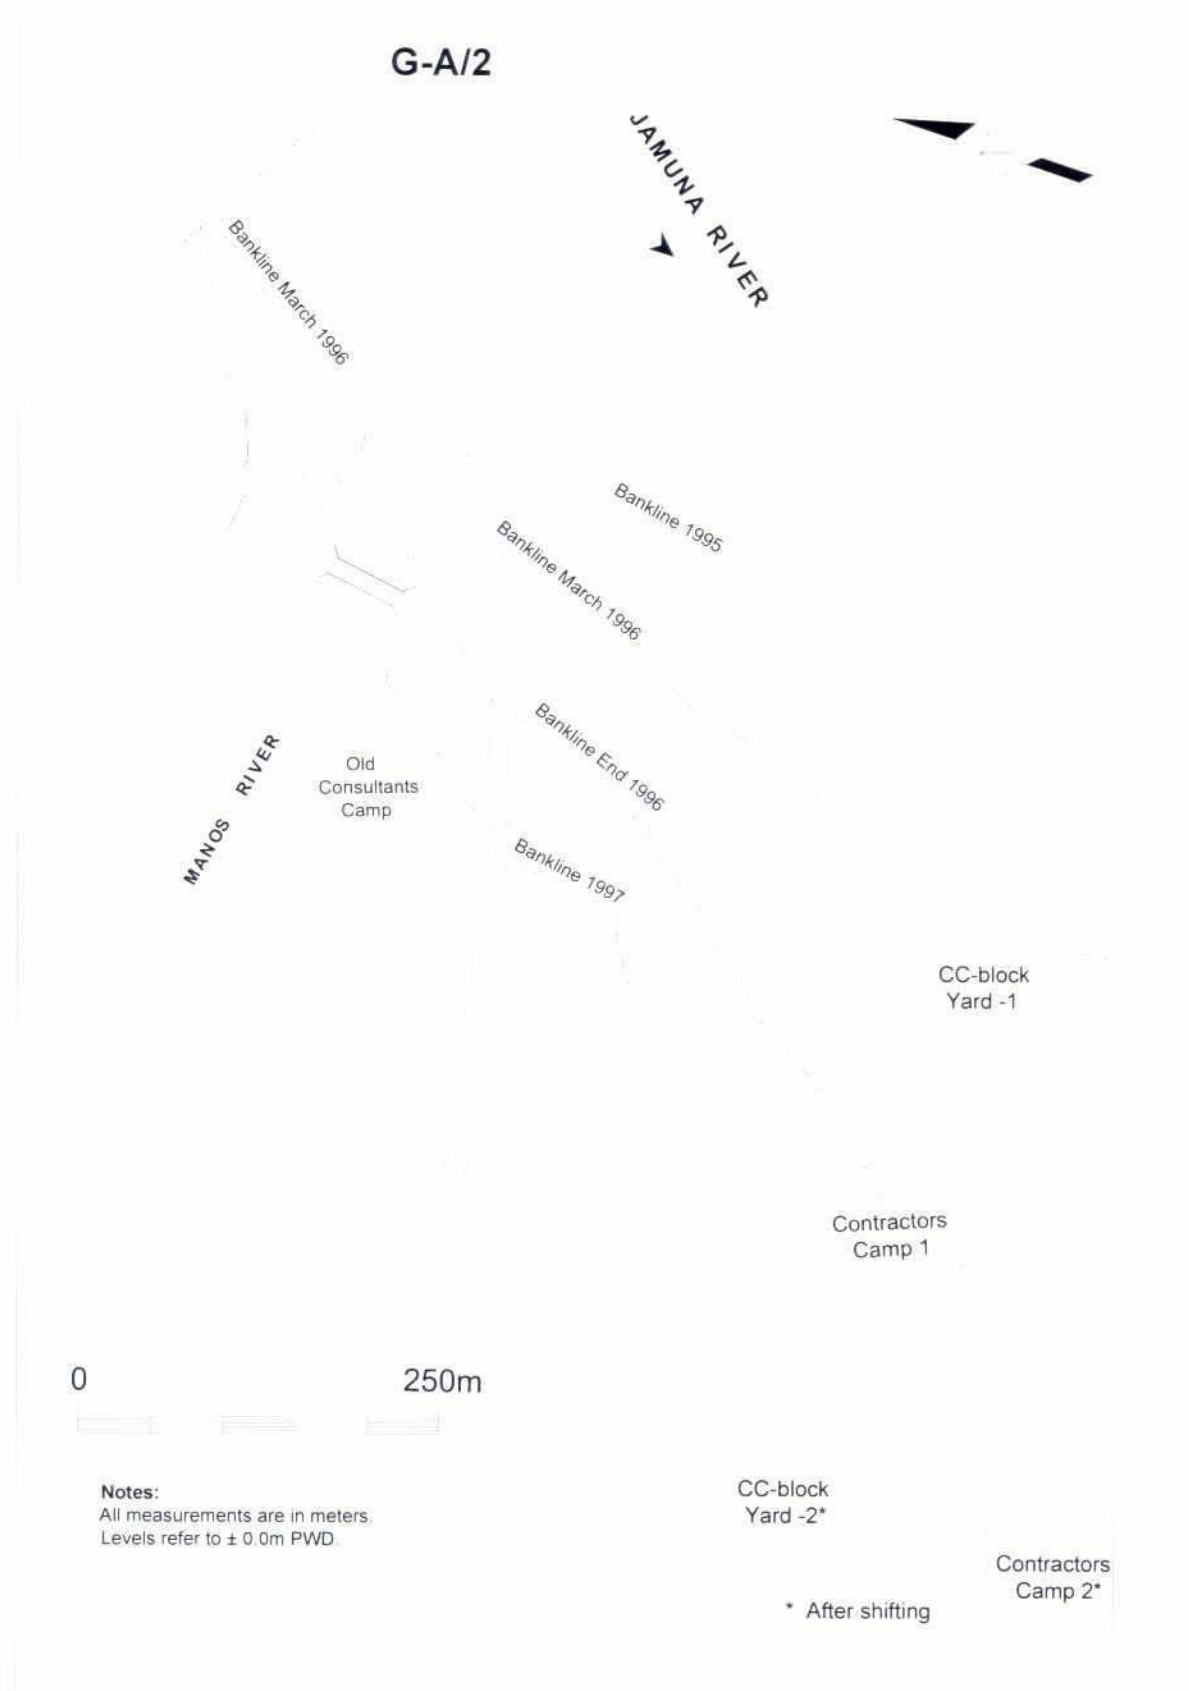 G-A/2
JAMUNA RIVER
Bankline March 1996
Bankline 1995
Bankline March 1996
Bankline End 1996
MANOS RIVER
Old
Consultants
Camp
Bankline 1997
CC-block
Yard -1
Contractors
Camp 1
0 250m
Notes:
All measurements are in meters.
Levels refer to ± 0.0m PWD.
CC-block
Yard -2*
Contractors
Camp 2*
* After shifting